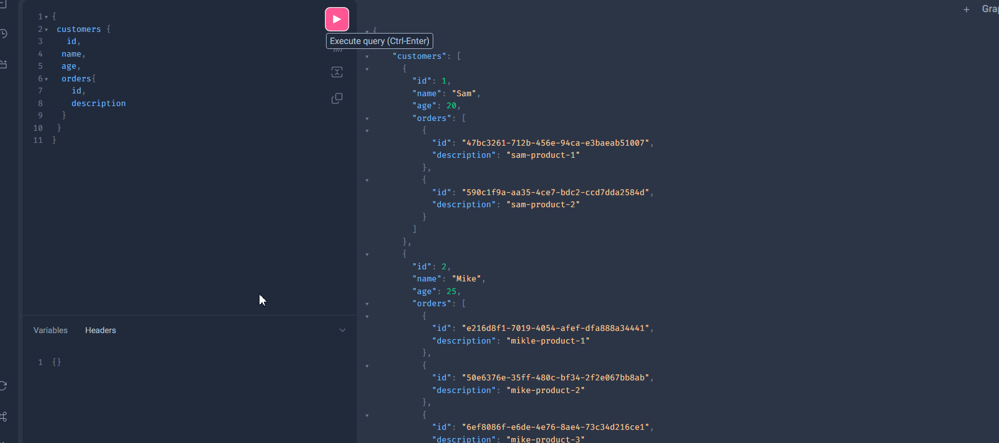 1 {
2 customers {
3 id,
4 name,
5 age,
6 orders{
7 id,
8 description
9 }
10 }
11 }
Execute query (Ctrl-Enter)
Variables Headers
1 {}
+
{
"customers": [
{
"id": 1,
"name": "Sam",
"age": 20,
"orders": [
{
"id": "47bc3261-712b-456e-94ca-e3baeab51007",
"description": "sam-product-1"
},
{
"id": "590c1f9a-aa35-4ce7-bdc2-ccd7dda2584d",
"description": "sam-product-2"
}
]
},
{
"id": 2,
"name": "Mike",
"age": 25,
"orders": [
{
"id": "e216d8f1-7019-4054-afef-dfa888a34441",
"description": "mikle-product-1"
},
{
"id": "50e6376e-35ff-480c-bf34-2f2e067bb8ab",
"description": "mike-product-2"
},
{
"id": "6ef8086f-e6de-4e76-8ae4-73c34d216ce1",
"description": "mike-product-3"